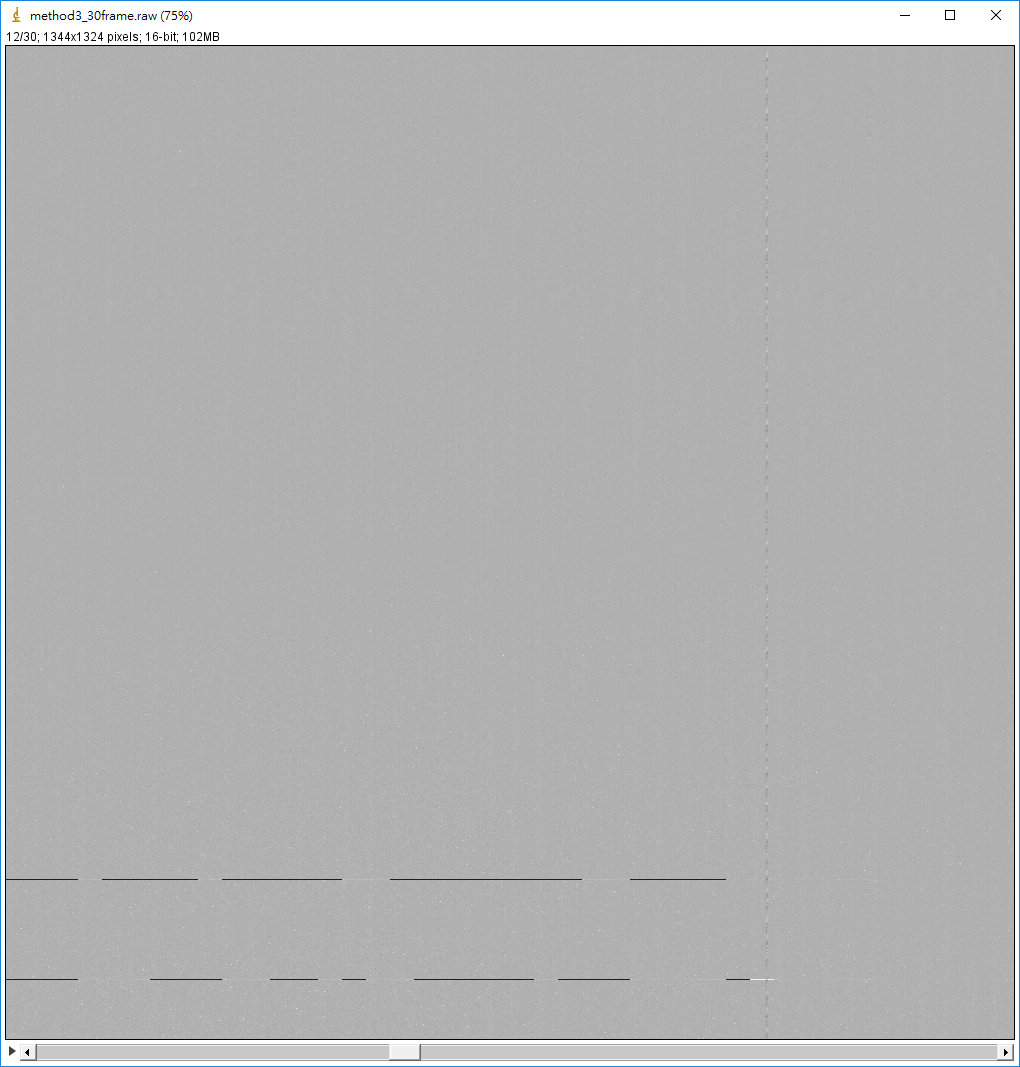 method3_30frame.raw (75%)
12/30; 1344x1324 pixels; 16-bit; 102MB